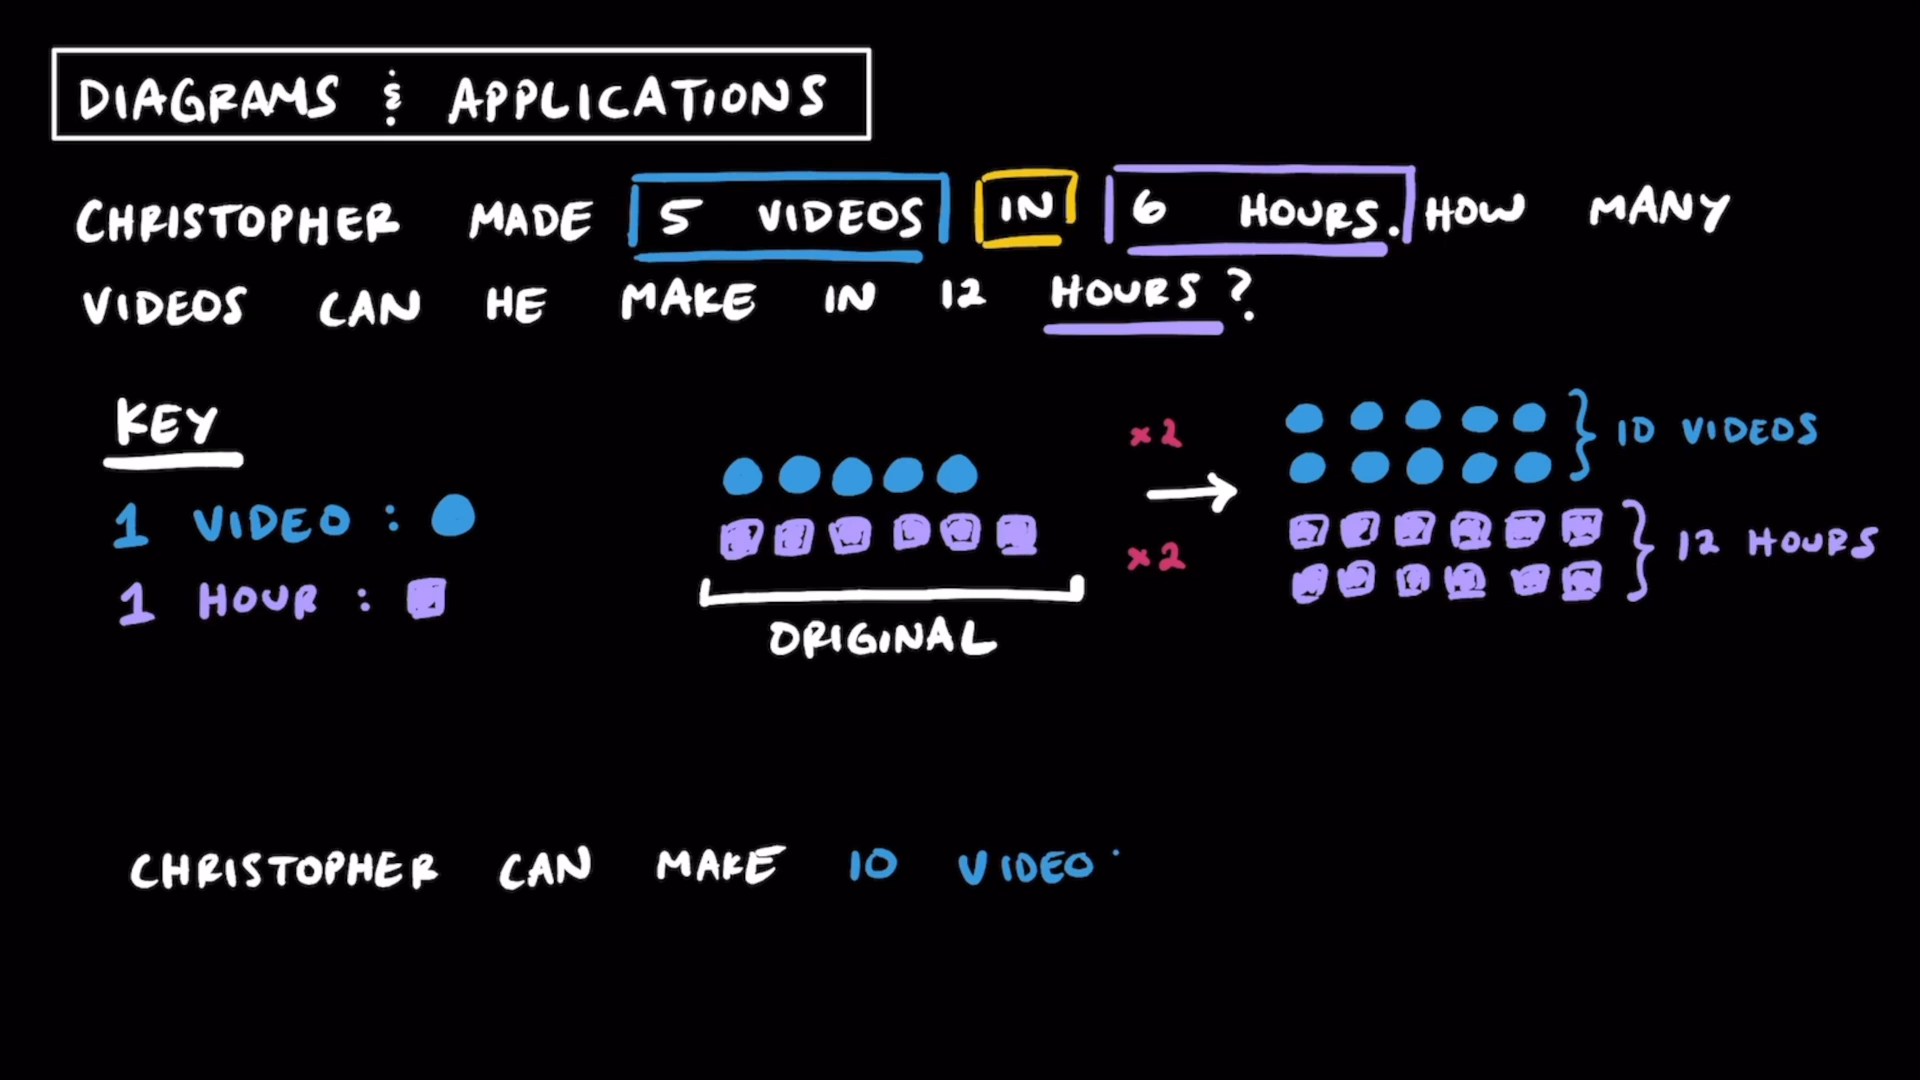 DIAGRAMS & APPLICATIONS
CHRISTOPHER MADE 5 VIDEOS IN 6 HOURS. HOW MANY
VIDEOS CAN HE MAKE IN 12 HOURS?
KEY
1 VIDEO :
1 HOUR :
ORIGINAL
×2
×2
10 VIDEOS
12 HOURS
CHRISTOPHER CAN MAKE 10 VIDEO